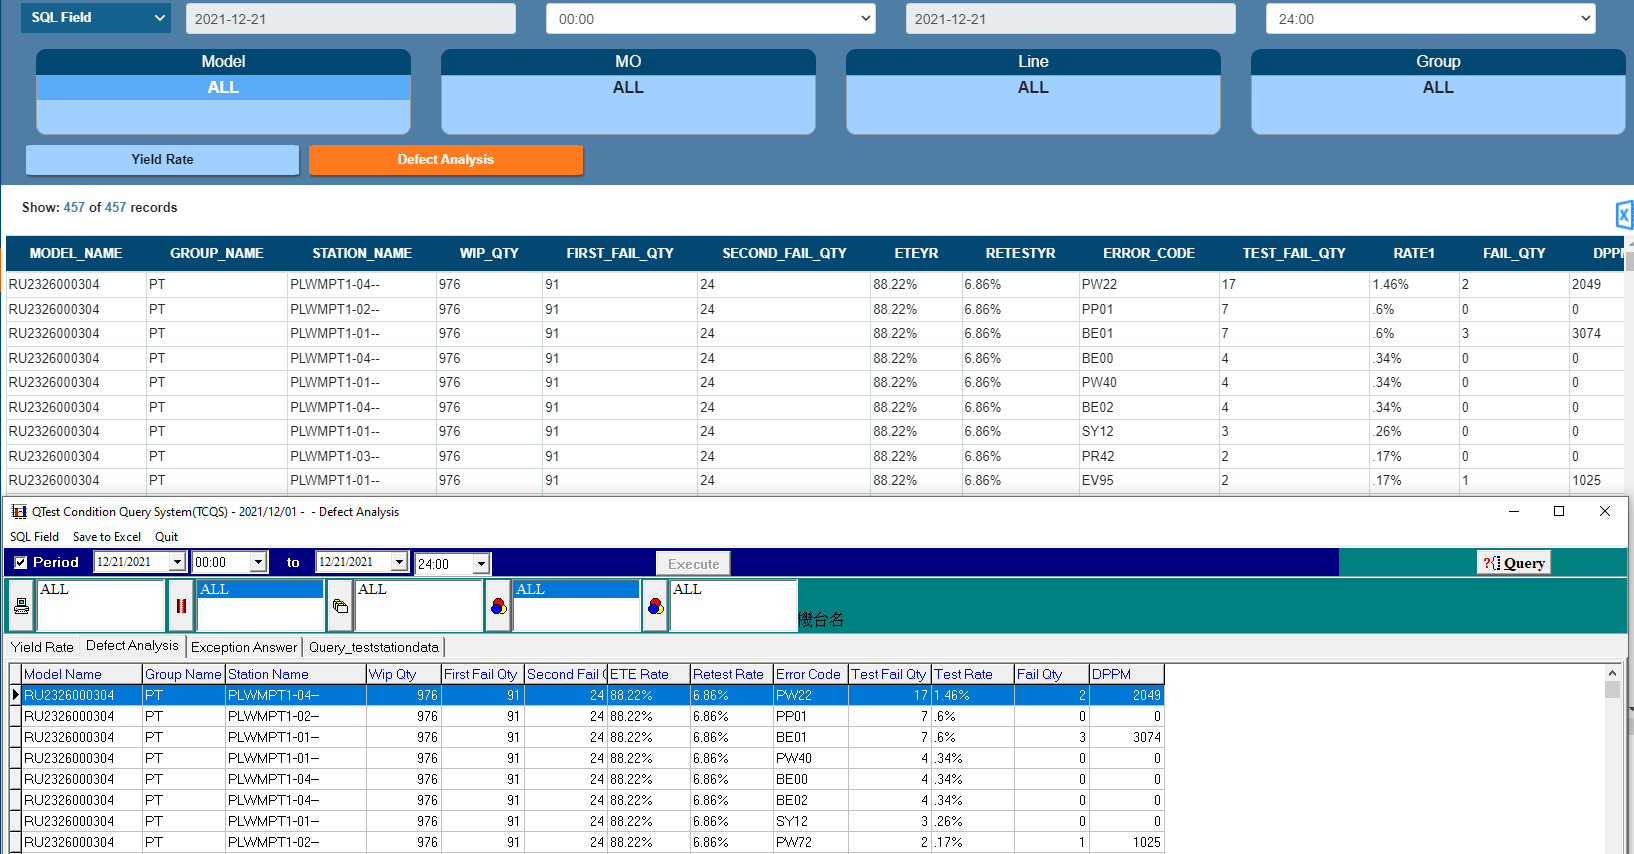 SQL Field 2021-12-21 00:00 2021-12-21 24:00
Model MO Line Group
ALL ALL ALL ALL
Yield Rate Defect Analysis
Show: 457 of 457 records
MODEL_NAME GROUP_NAME STATION_NAME WIP_QTY FIRST_FAIL_QTY SECOND_FAIL_QTY ETEYR RETESTYR ERROR_CODE TEST_FAIL_QTY RATE1 FAIL_QTY
RU2326000304 PT PLWMPT1-04-- 976 91 24 88.22% 6.86% PW22 17 1.46% 2 2049
RU2326000304 PT PLWMPT1-02-- 976 91 24 88.22% 6.86% PP01 7 .6% 0 0
RU2326000304 PT PLWMPT1-01-- 976 91 24 88.22% 6.86% BE01 7 .6% 3 3074
RU2326000304 PT PLWMPT1-04-- 976 91 24 88.22% 6.86% BE00 4 .34% 0 0
RU2326000304 PT PLWMPT1-01-- 976 91 24 88.22% 6.86% PW40 4 .34% 0 0
RU2326000304 PT PLWMPT1-04-- 976 91 24 88.22% 6.86% BE02 4 .34% 0 0
RU2326000304 PT PLWMPT1-01-- 976 91 24 88.22% 6.86% SY12 3 .26% 0 0
RU2326000304 PT PLWMPT1-03-- 976 91 24 88.22% 6.86% PR42 2 .17% 0 0
RU2326000304 PT PLWMPT1-01-- 976 91 24 88.22% 6.86% EV95 2 .17% 1 1025
QTest Condition Query System(TCQS) - 2021/12/01 - - Defect Analysis
SQL Field Save to Excel Quit
Period 12/21/2021 00:00 to 12/21/2021 24:00 Execute ?{} Query
ALL ALL ALL ALL ALL
機台名
Yield Rate Defect Analysis Exception Answer Query_teststationdata
Model Name Group Name Station Name Wip Qty First Fail Qty Second Fail ETE Rate Retest Rate Error Code Test Fail Qty Test Rate Fail Qty DPPM
RU2326000304 PT PLWMPT1-04-- 976 91 24 88.22% 6.86% PW22 17 1.46% 2 2049
RU2326000304 PT PLWMPT1-02-- 976 91 24 88.22% 6.86% PP01 7 .6% 0 0
RU2326000304 PT PLWMPT1-01-- 976 91 24 88.22% 6.86% BE01 7 .6% 3 3074
RU2326000304 PT PLWMPT1-01-- 976 91 24 88.22% 6.86% PW40 4 .34% 0 0
RU2326000304 PT PLWMPT1-04-- 976 91 24 88.22% 6.86% BE00 4 .34% 0 0
RU2326000304 PT PLWMPT1-04-- 976 91 24 88.22% 6.86% BE02 4 .34% 0 0
RU2326000304 PT PLWMPT1-01-- 976 91 24 88.22% 6.86% SY12 3 .26% 0 0
RU2326000304 PT PLWMPT1-02-- 976 91 24 88.22% 6.86% PW72 2 .17% 1 1025